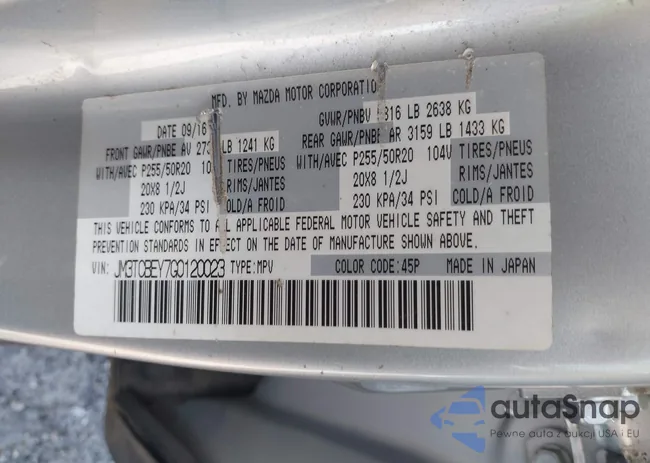 MFD. BY MAZDA MOTOR CORPORATIO
DATE 09/16 GVWR/PNBV 816 LB 2638 KG
FRONT GAWR/PNBE AV 273 LB 1241 KG REAR GAWR/PNBE AR 3159 LB 1433 KG
WITH/AVEC P255/50R20 104 TIRES/PNEUS WITH/AVEC P255/50R20 104V TIRES/PNEUS
20X8 1/2J RIMS/JANTES 20X8 1/2J RIMS/JANTES
230 KPA/34 PSI COLD/A FROID 230 KPA/34 PSI COLD/A FROID
THIS VEHICLE CONFORMS TO ALL APPLICABLE FEDERAL MOTOR VEHICLE SAFETY AND THEFT
PREVENTION STANDARDS IN EFFECT ON THE DATE OF MANUFACTURE SHOWN ABOVE.
VIN: JM3TCBEY7G0120023 TYPE:MPV COLOR CODE:45P MADE IN JAPAN
autoSnap
Pewne auta z aukcji USA i EU